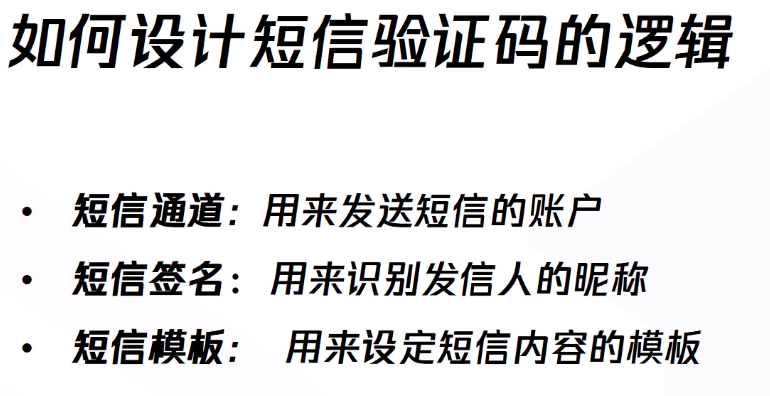 如何设计短信验证码的逻辑
• 短信通道：用来发送短信的账户
• 短信签名：用来识别发信人的昵称
• 短信模板： 用来设定短信内容的模板